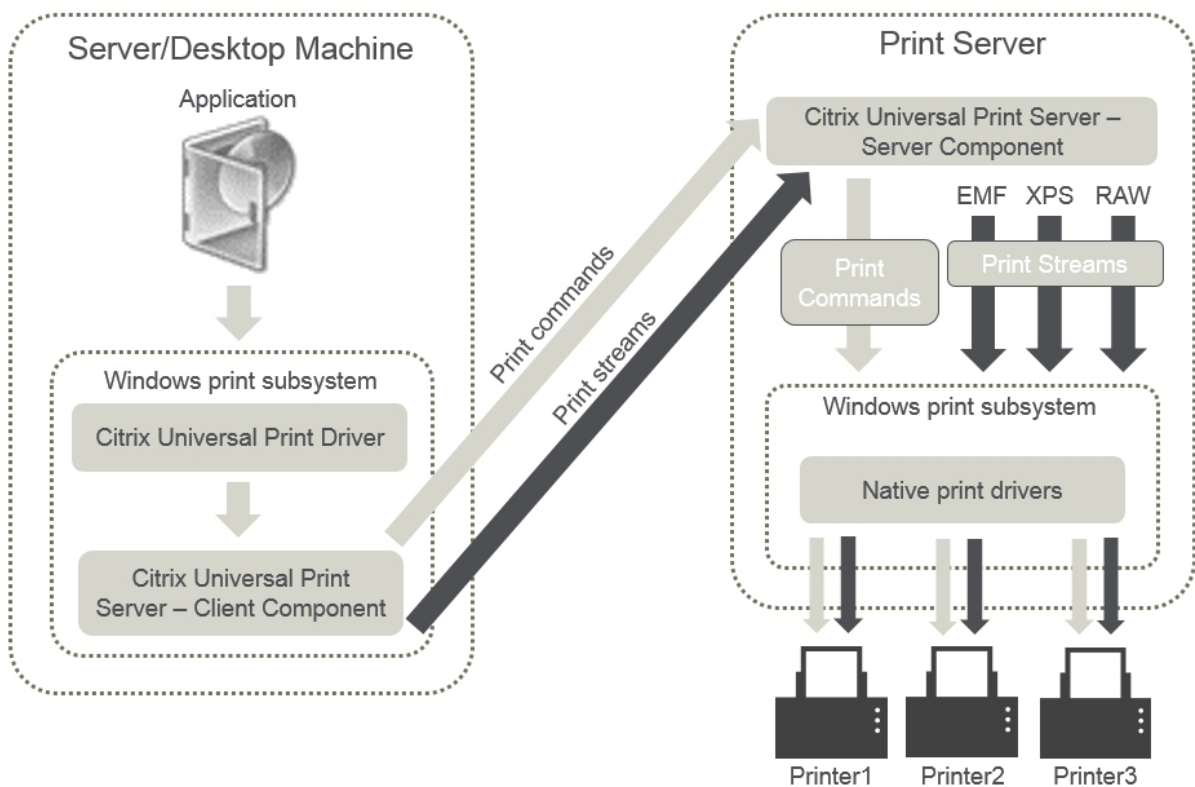 Server/Desktop Machine
Application
Windows print subsystem
Citrix Universal Print Driver
Citrix Universal Print
Server – Client Component
Print commands
Print streams
Print Server
Citrix Universal Print Server –
Server Component
EMF XPS RAW
Print
Commands
Print Streams
Windows print subsystem
Native print drivers
Printer1 Printer2 Printer3